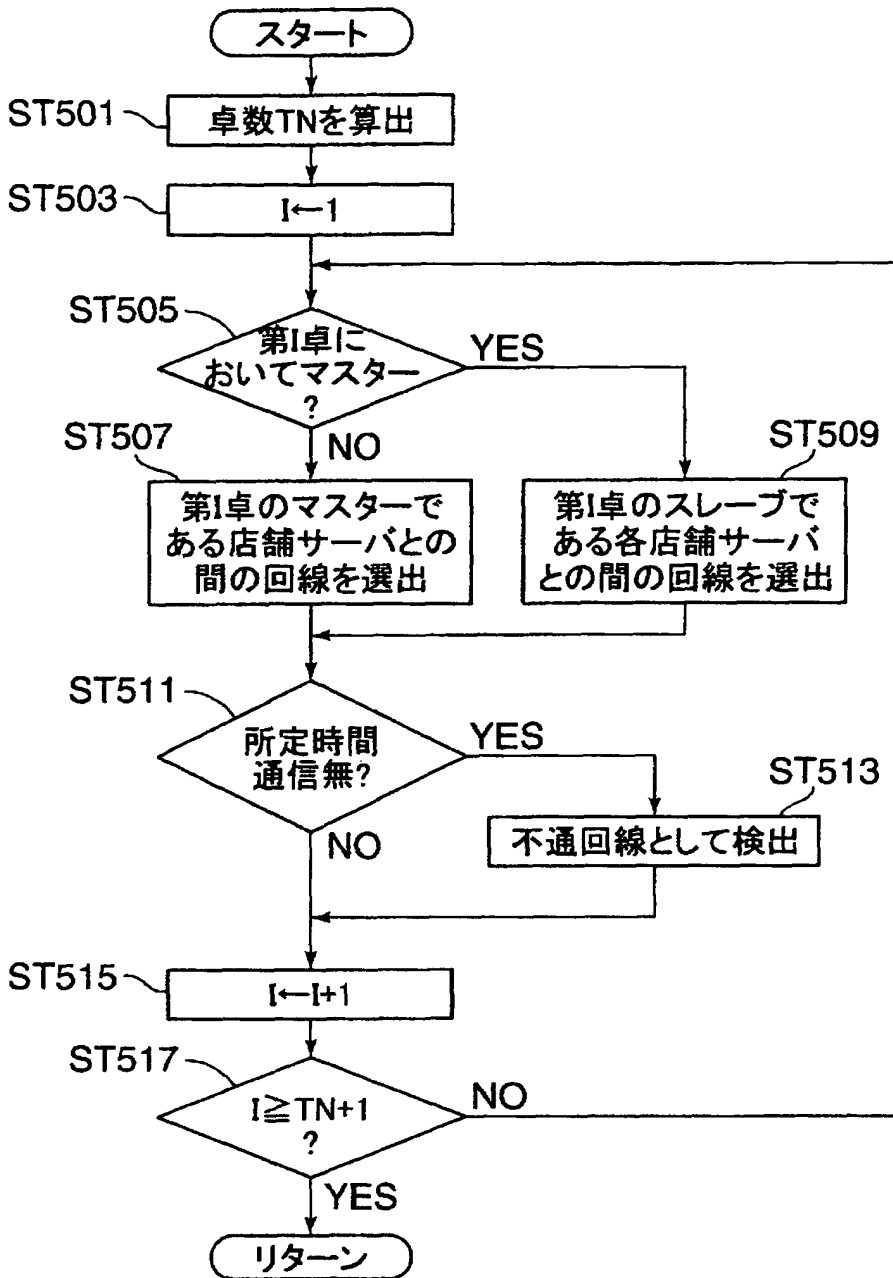 スタート
ST501
卓数TNを算出
ST503
I←1
ST505
第I卓に
おいてマスター
?
YES
NO
ST507
第I卓のマスターで
ある店舗サーバとの
間の回線を選出
ST509
第I卓のスレーブで
ある各店舗サーバ
との間の回線を選出
ST511
所定時間
通信無?
YES
NO
ST513
不通回線として検出
ST515
I←I+1
ST517
I≧TN+1
?
NO
YES
リターン